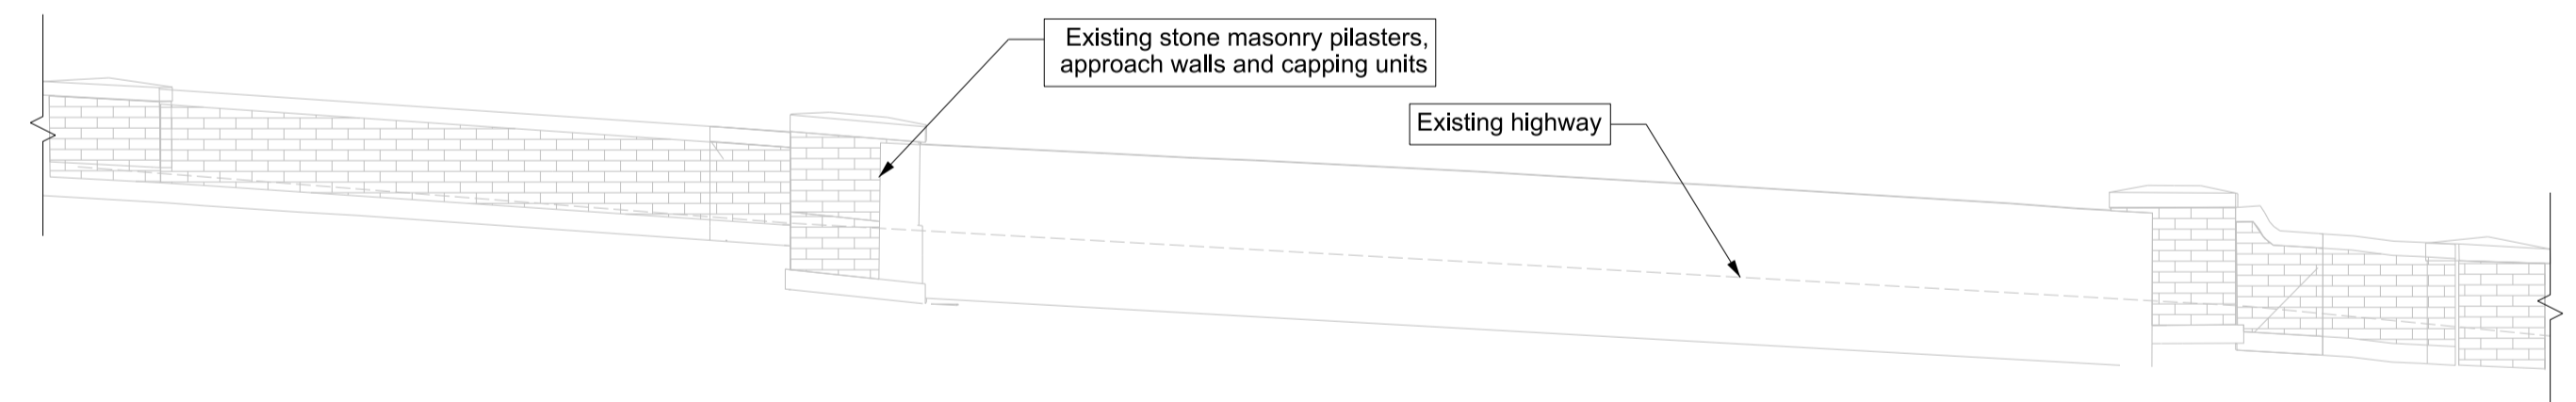 Existing stone masonry pilasters,
approach walls and capping units
Existing highway